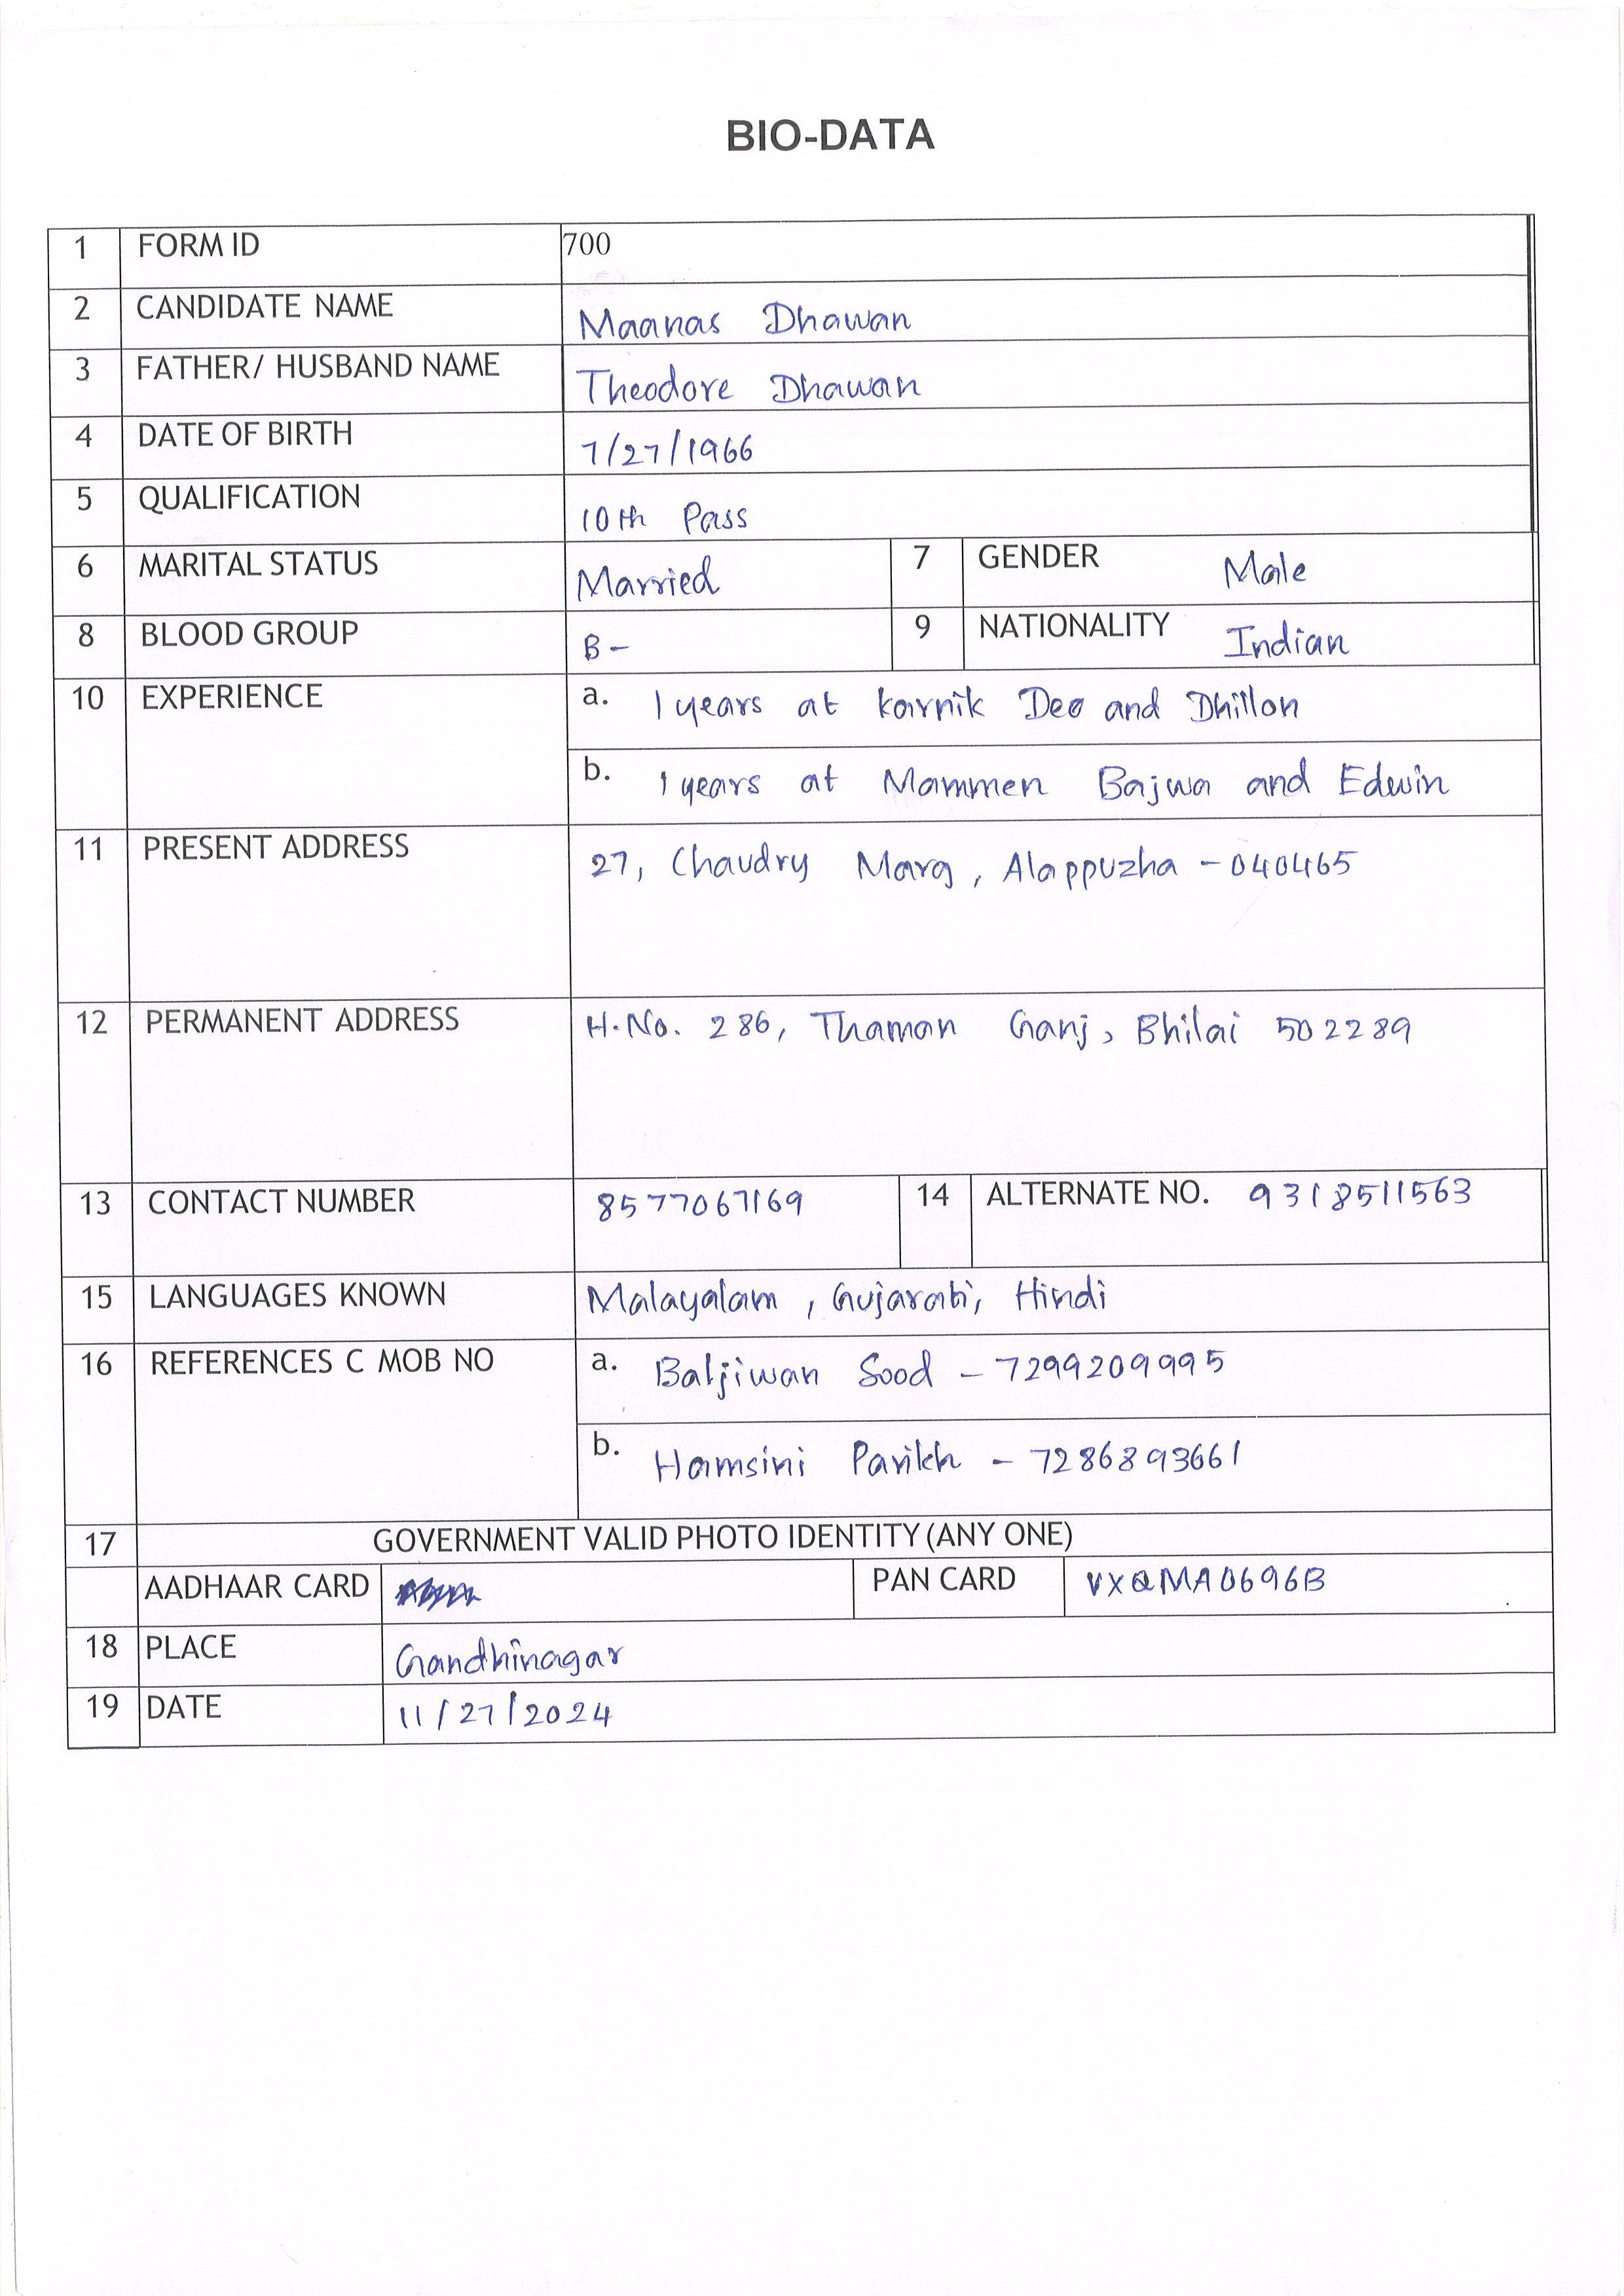 BIO-DATA
1 FORM ID 700
2 CANDIDATE NAME Maanas Dhawan
3 FATHER/ HUSBAND NAME Theodore Dhawan
4 DATE OF BIRTH 7/27/1966
5 QUALIFICATION 10th Pass
6 MARITAL STATUS Married 7 GENDER Male
8 BLOOD GROUP B- 9 NATIONALITY Indian
10 EXPERIENCE a. 1 years at Karnik Deo and Dhillon
b. 1 years at Mammen Bajwa and Edwin
11 PRESENT ADDRESS 27, Chaudry Marg, Alappuzha - 040465
12 PERMANENT ADDRESS H.No. 286, Thaman Ganj, Bhilai 502289
13 CONTACT NUMBER 8577067169 14 ALTERNATE NO. 9318511563
15 LANGUAGES KNOWN Malayalam, Gujarati, Hindi
16 REFERENCES C MOB NO a. Baljiwan Sood - 7299209995
b. Hamsini Parikh - 7286893661
17 GOVERNMENT VALID PHOTO IDENTITY (ANY ONE)
AADHAAR CARD PAN CARD VXQMA0696B
18 PLACE Gandhinagar
19 DATE 11/27/2024